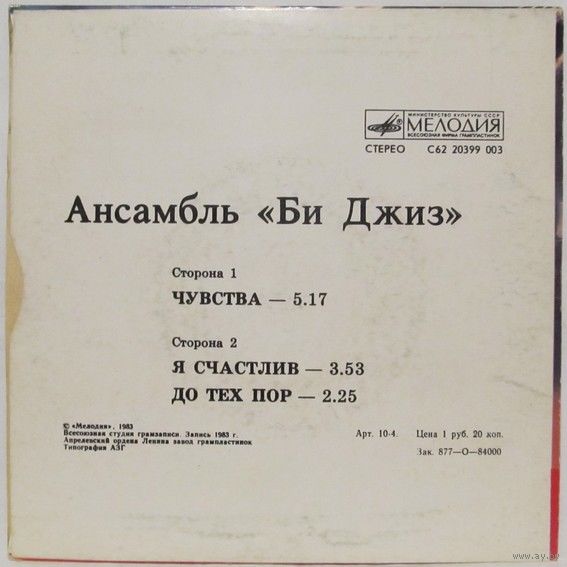 МИНИСТЕРСТВО КУЛЬТУРЫ СССР
МЕЛОДИЯ
ВСЕСОЮЗНАЯ ФИРМА ГРАМПЛАСТИНОК
СТЕРЕО С62 20399 003
Ансамбль «Би Джиз»
Сторона 1
ЧУВСТВА — 5.17
Сторона 2
Я СЧАСТЛИВ — 3.53
ДО ТЕХ ПОР — 2.25
© «Мелодия», 1983
Всесоюзная студия грамзаписи. Запись 1983 г.
Апрелевский ордена Ленина завод грампластинок
Типография АЗГ
Арт. 10-4. Цена 1 руб. 20 коп.
Зак. 877—О—84000